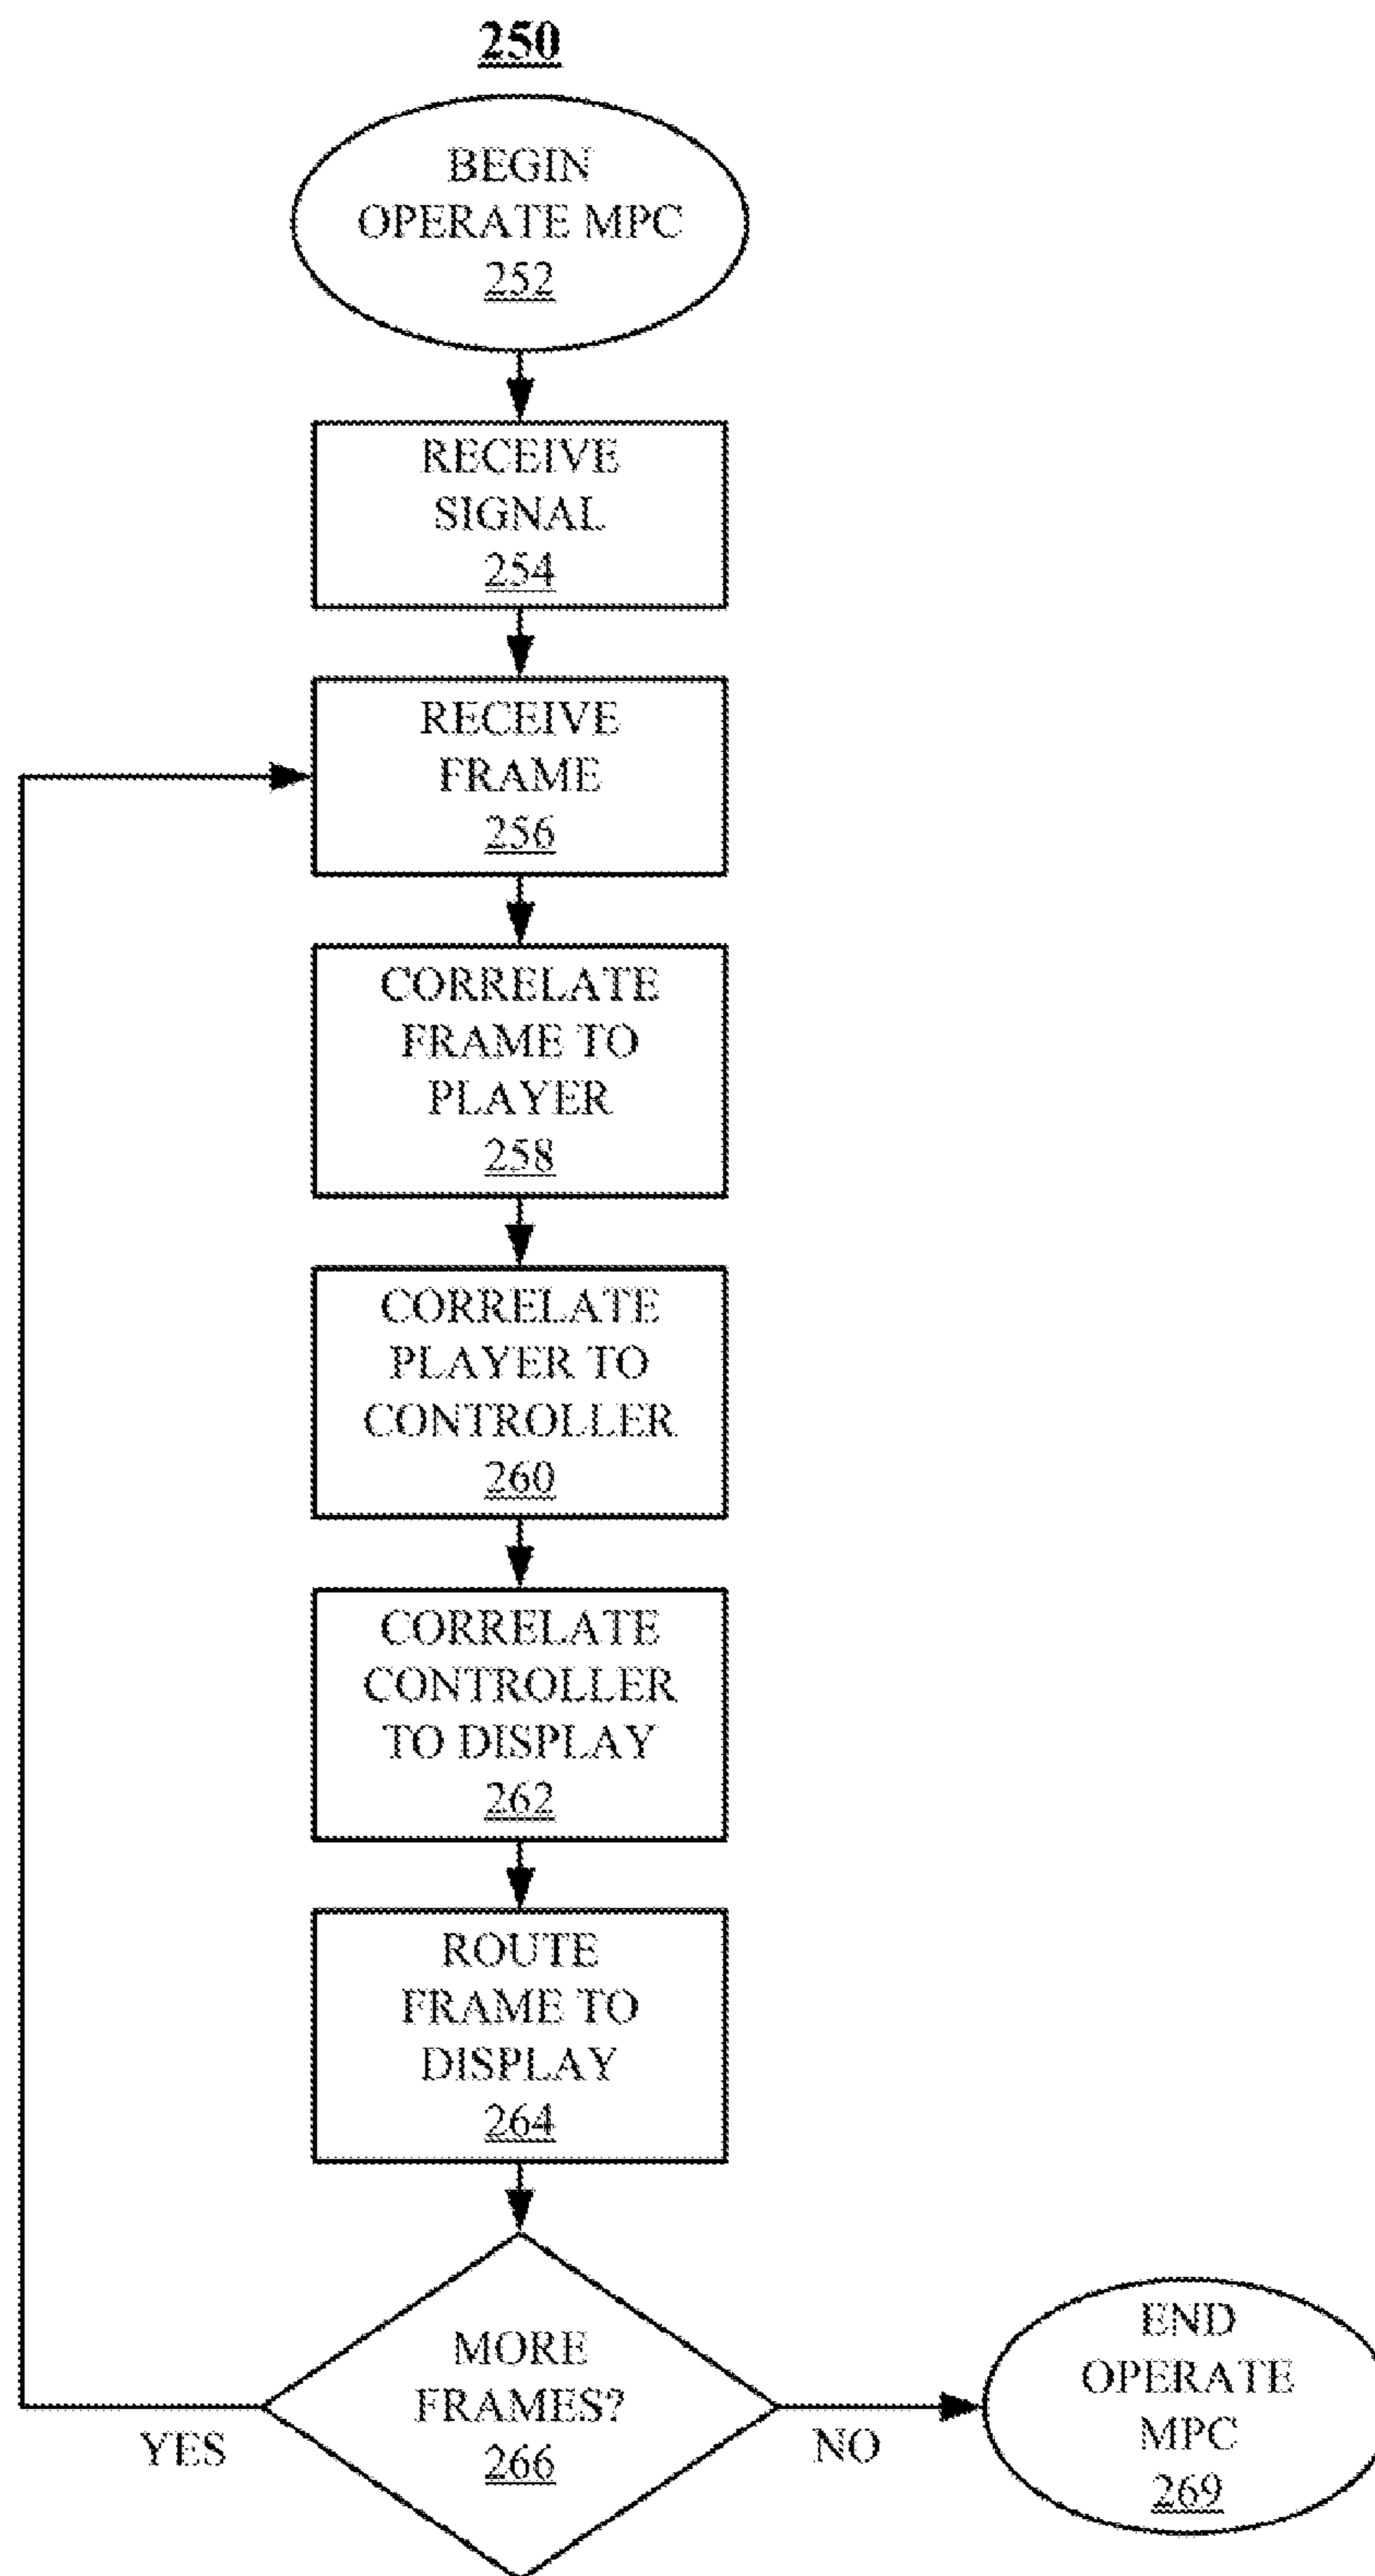 250
BEGIN
OPERATE MPC
252
RECEIVE
SIGNAL
254
RECEIVE
FRAME
256
CORRELATE
FRAME TO
PLAYER
258
CORRELATE
PLAYER TO
CONTROLLER
260
CORRELATE
CONTROLLER
TO DISPLAY
262
ROUTE
FRAME TO
DISPLAY
264
MORE
FRAMES?
266
YES
NO
END
OPERATE
MPC
269